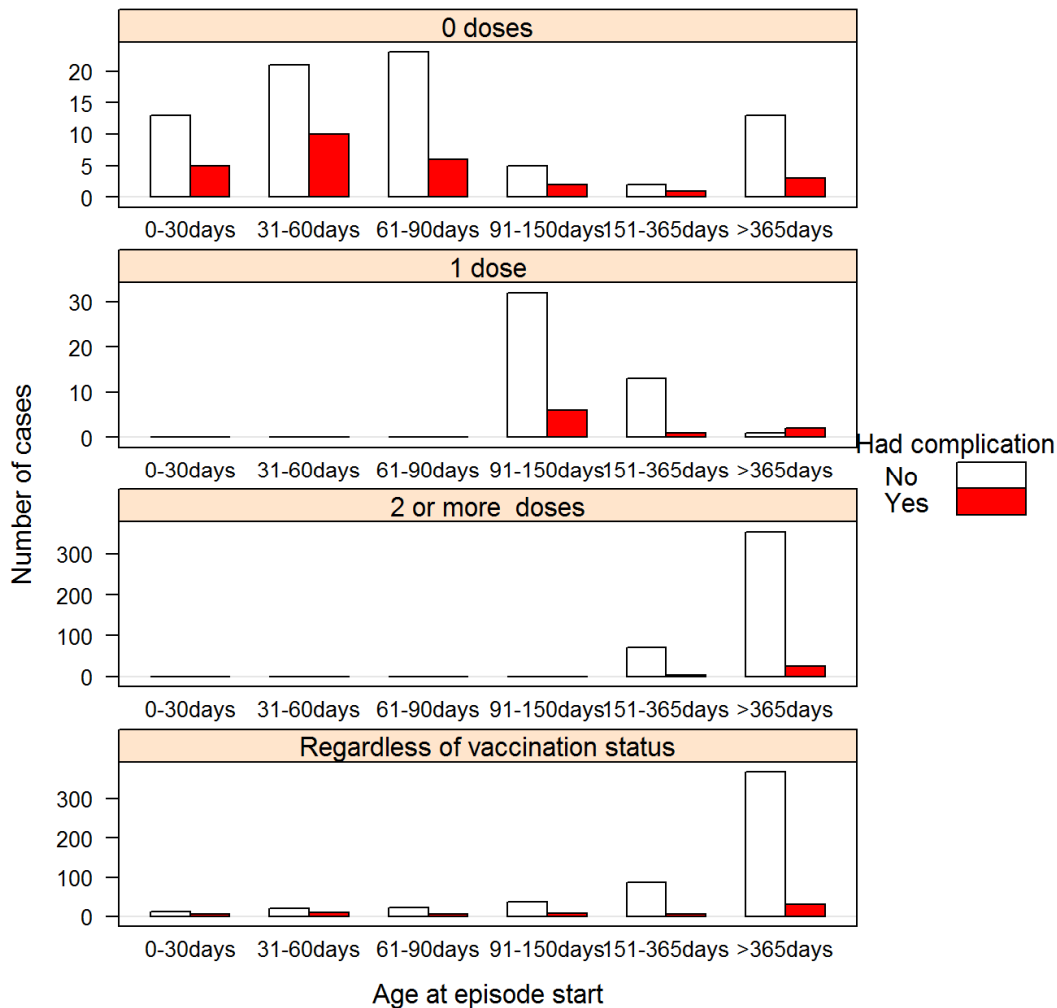 0 doses
20
15
10
5
0
0-30days 31-60days 61-90days 91-150days 151-365days >365days
1 dose
30
20
10
0
0-30days 31-60days 61-90days 91-150days 151-365days >365days
2 or more  doses
300
200
100
0
0-30days 31-60days 61-90days 91-150days 151-365days >365days
Regardless of vaccination status
300
200
100
0
0-30days 31-60days 61-90days 91-150days 151-365days >365days
Age at episode start
Number of cases
Had complication
No
Yes